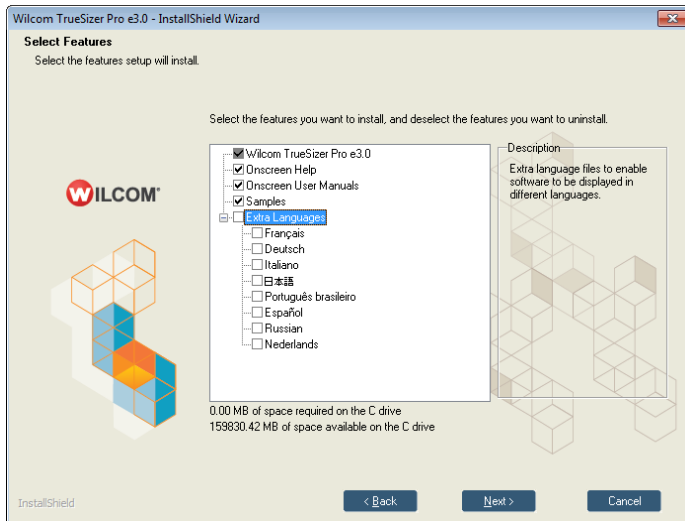 Wilcom TrueSizer Pro e3.0 - InstallShield Wizard
Select Features
Select the features setup will install.
Select the features you want to install, and deselect the features you want to uninstall.
Wilcom TrueSizer Pro e3.0
Onscreen Help
Onscreen User Manuals
Samples
Extra Languages
Français
Deutsch
Italiano
日本語
Português brasileiro
Español
Russian
Nederlands
Description
Extra language files to enable
software to be displayed in
different languages.
WILCOM®
0.00 MB of space required on the C drive
159830.42 MB of space available on the C drive
InstallShield
< Back
Next >
Cancel